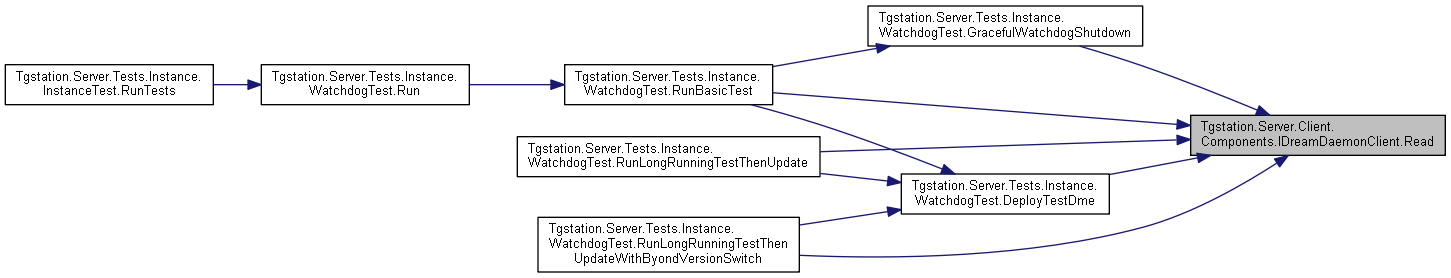 Tgstation.Server.Tests.Instance.
WatchdogTest.GracefulWatchdogShutdown
Tgstation.Server.Tests.Instance.
InstanceTest.RunTests
Tgstation.Server.Tests.Instance.
WatchdogTest.Run
Tgstation.Server.Tests.Instance.
WatchdogTest.RunBasicTest
Tgstation.Server.Client.
Components.IDreamDaemonClient.Read
Tgstation.Server.Tests.Instance.
WatchdogTest.RunLongRunningTestThenUpdate
Tgstation.Server.Tests.Instance.
WatchdogTest.DeployTestDme
Tgstation.Server.Tests.Instance.
WatchdogTest.RunLongRunningTestThen
UpdateWithByondVersionSwitch